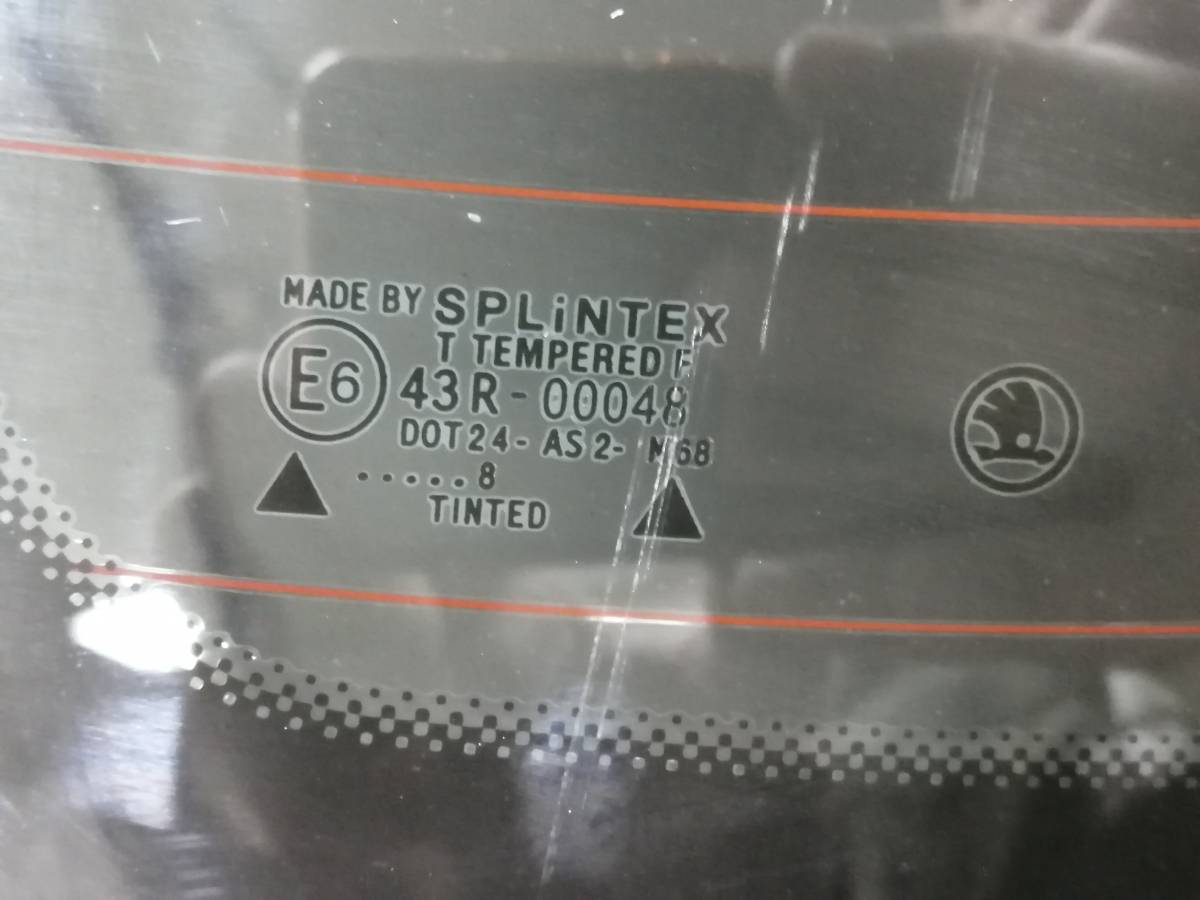 MADE BY SPLiNTEX
T TEMPERED F
E6
43R-00048
DOT24-AS2-M68
.....8
TINTED